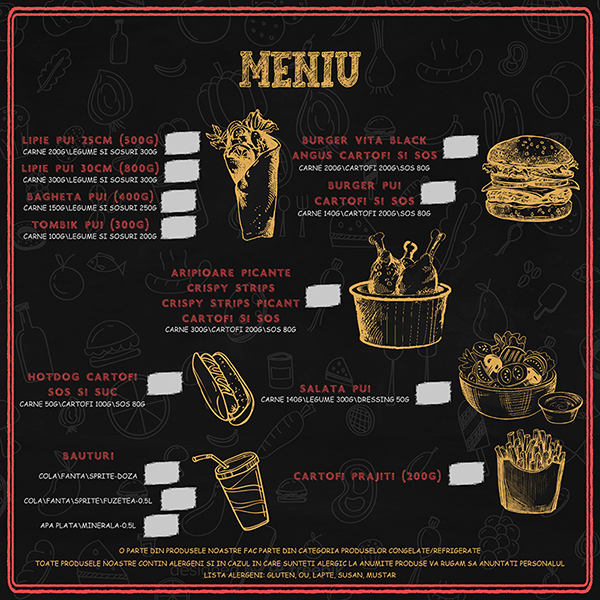 MENIU
LIPIE PUI 25CM (500G)
CARNE 200G\LEGUME SI SOSURI 300G
LIPIE PUI 30CM (800G)
CARNE 300G\LEGUME SI SOSURI 300G
BAGHETA PUI (400G)
CARNE 150G\LEGUME SI SOSURI 250G
TOMBIK PUI (300G)
CARNE 100G\LEGUME SI SOSURI 200G
BURGER VITA BLACK
ANGUS CARTOFI SI SOS
CARNE 200G\CARTOFI 200G\SOS 80G
BURGER PUI
CARTOFI SI SOS
CARNE 140G\CARTOFI 200G\SOS 80G
ARIPIOARE PICANTE
CRISPY STRIPS
CRISPY STRIPS PICANT
CARTOFI SI SOS
CARNE 300G\CARTOFI 200G\SOS 80G
HOTDOG CARTOFI
SOS SI SUC
CARNE 50G\CARTOFI 100G\SOS 80G
SALATA PUI
CARNE 140G\LEGUME 300G\DRESSING 50G
BAUTURI
COLA\FANTA\SPRITE-DOZA
COLA\FANTA\SPRITE\FUZETEA-0.5L
APA PLATA\MINERALA-0.5L
CARTOFI PRAJITI (200G)
O PARTE DIN PRODUSELE NOASTRE FAC PARTE DIN CATEGORIA PRODUSELOR CONGELATE/REFRIGERATE
TOATE PRODUSELE NOASTRE CONTIN ALERGENI SI IN CAZUL IN CARE SUNTETI ALERGIC LA ANUMITE PRODUSE VA RUGAM SA ANUNTATI PERSONALUL
LISTA ALERGENI: GLUTEN, OU, LAPTE, SUSAN, MUSTAR